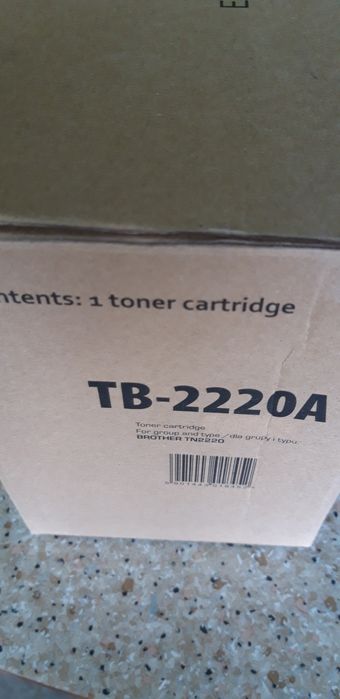 ntents: 1 toner cartridge
TB-2220A
Toner cartridge
For group and type / dla grupy i typu:
BROTHER TN2220